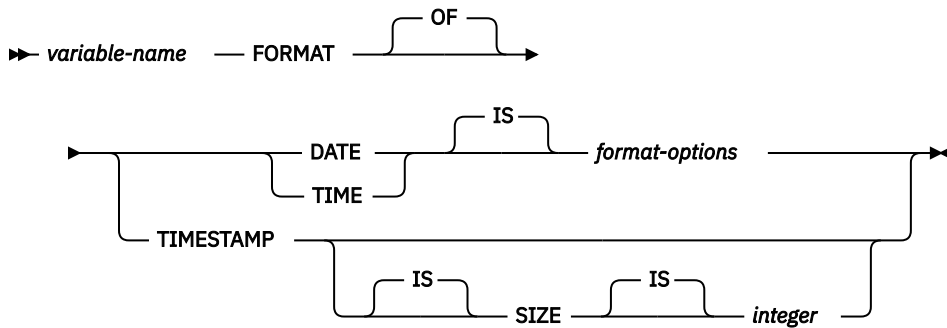 OF
variable-name FORMAT
IS
DATE format-options
TIME
TIMESTAMP
IS IS
SIZE integer